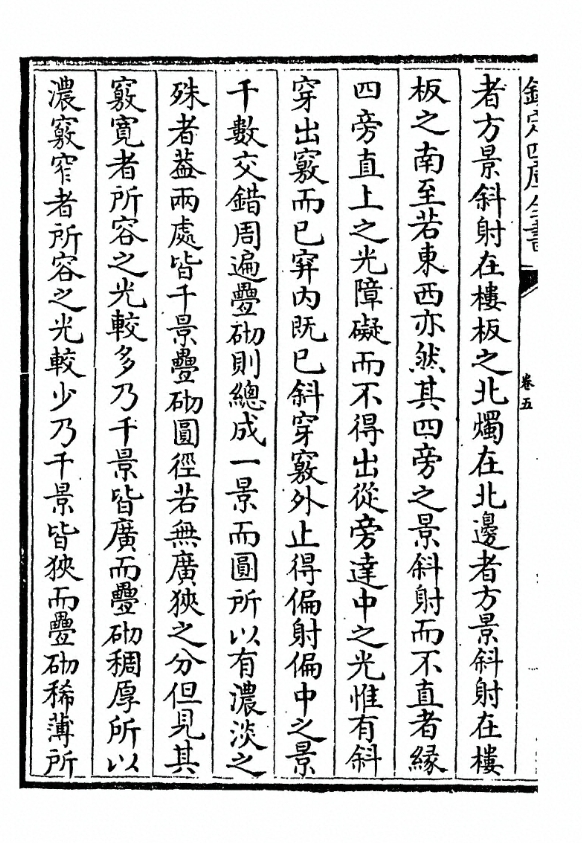 欽定四庫全書
卷五
者方景斜射在樓板之北燭在北邊者方景斜射在樓
板之南至若東西亦然其四旁之景斜射而不直者緣
四旁直上之光障礙而不得出從旁達中之光惟有斜
穿出竅而已穽内既已斜穿竅外止得偏射偏中之景
千數交錯周遍疊砌則總成一景而圓所以有濃淡之
殊者葢兩處皆千景疊砌圓徑若無廣狹之分但見其
竅寛者所容之光較多乃千景皆廣而疊砌稠厚所以
濃竅窄者所容之光較少乃千景皆狹而疊砌稀薄所